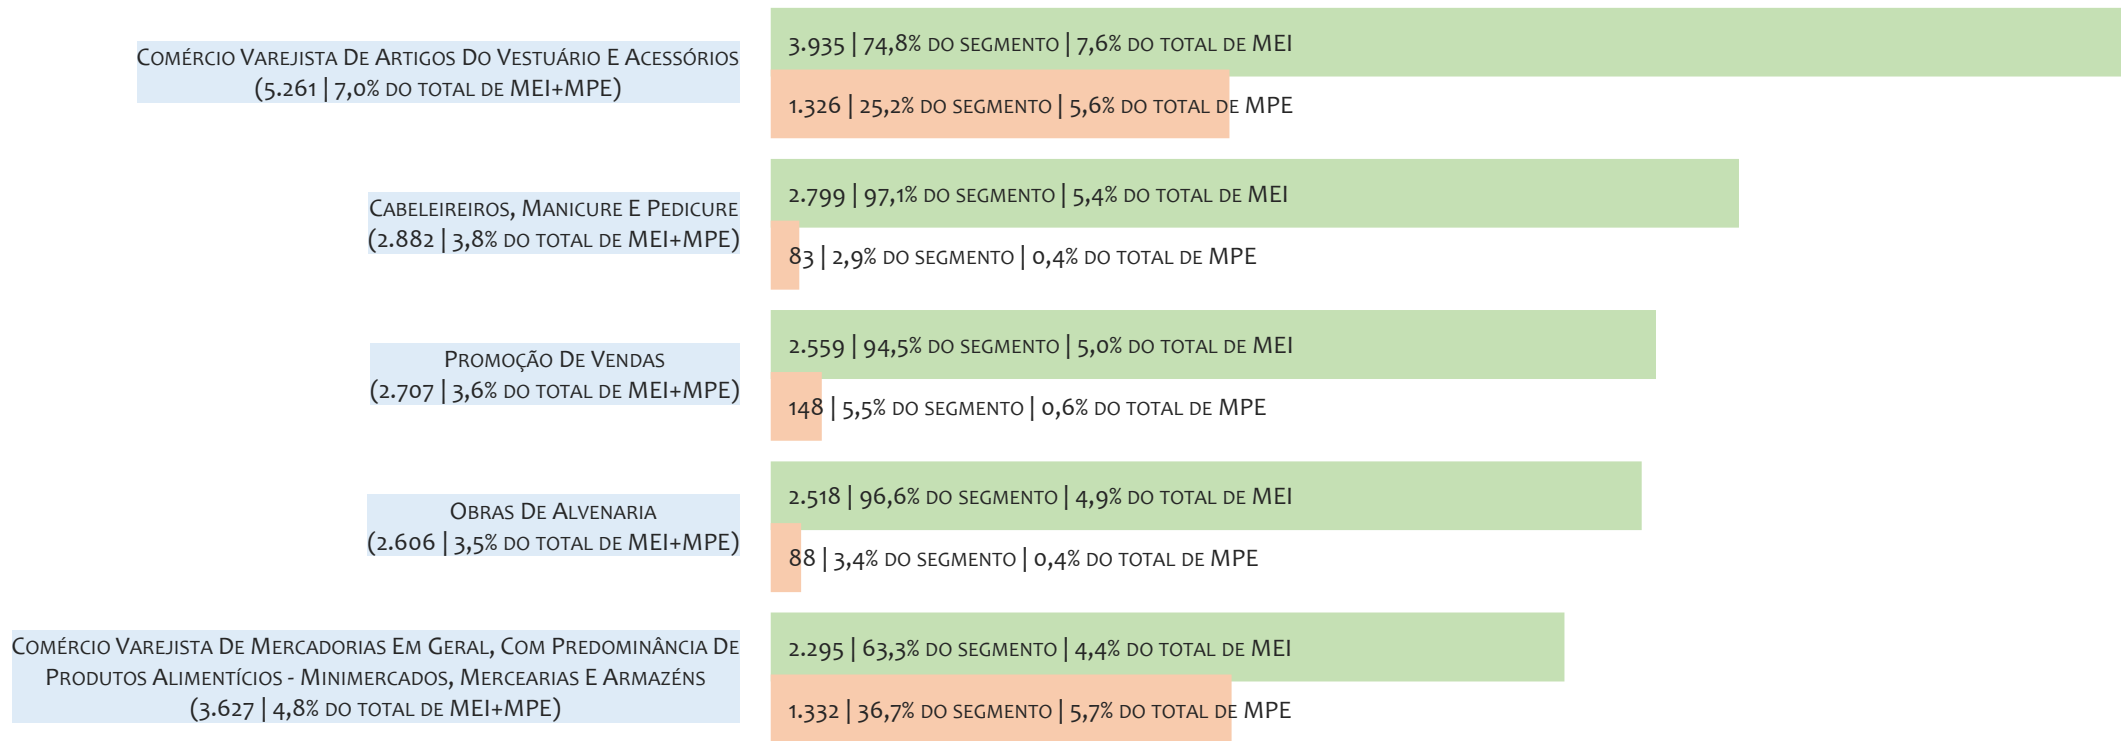 Comércio Varejista De Artigos Do Vestuário E Acessórios
(5.261 | 7,0% do total de MEI+MPE)
3.935 | 74,8% do segmento | 7,6% do total de MEI
1.326 | 25,2% do segmento | 5,6% do total de MPE
Cabeleireiros, Manicure E Pedicure
(2.882 | 3,8% do total de MEI+MPE)
2.799 | 97,1% do segmento | 5,4% do total de MEI
83 | 2,9% do segmento | 0,4% do total de MPE
Promoção De Vendas
(2.707 | 3,6% do total de MEI+MPE)
2.559 | 94,5% do segmento | 5,0% do total de MEI
148 | 5,5% do segmento | 0,6% do total de MPE
Obras De Alvenaria
(2.606 | 3,5% do total de MEI+MPE)
2.518 | 96,6% do segmento | 4,9% do total de MEI
88 | 3,4% do segmento | 0,4% do total de MPE
Comércio Varejista De Mercadorias Em Geral, Com Predominância De
Produtos Alimentícios - Minimercados, Mercearias E Armazéns
(3.627 | 4,8% do total de MEI+MPE)
2.295 | 63,3% do segmento | 4,4% do total de MEI
1.332 | 36,7% do segmento | 5,7% do total de MPE